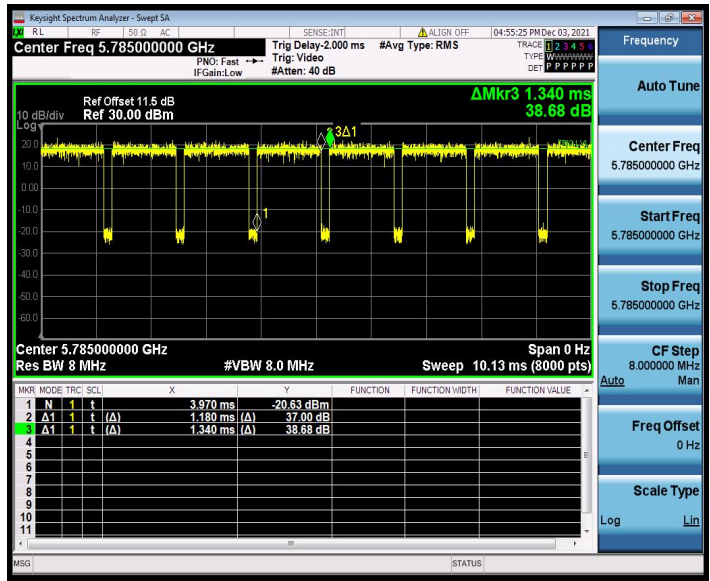 Keysight Spectrum Analyzer - Swept SA
LXI RL RF 50 Ω AC SENSE:INT ALIGN OFF 04:55:25 PM Dec 03, 2021
Center Freq 5.785000000 GHz
PNO: Fast
IFGain:Low
Trig Delay-2.000 ms
Trig: Video
#Atten: 40 dB
#Avg Type: RMS
TRACE 1 2 3 4 5 6
TYPE WWWWWW
DET P P P P P P
ΔMkr3 1.340 ms
38.68 dB
Ref Offset 11.5 dB
10 dB/div Ref 30.00 dBm
Log
20.0
10.0
0.00
-10.0
-20.0
-30.0
-40.0
-50.0
-60.0
3Δ1
1
Center 5.785000000 GHz Span 0 Hz
Res BW 8 MHz #VBW 8.0 MHz Sweep 10.13 ms (8000 pts)
MKR MODE TRC SCL X Y FUNCTION FUNCTION WIDTH FUNCTION VALUE
1 N 1 t 3.970 ms -20.63 dBm
2 Δ1 1 t (Δ) 1.180 ms (Δ) 37.00 dB
3 Δ1 1 t (Δ) 1.340 ms (Δ) 38.68 dB
4
5
6
7
8
9
10
11
MSG STATUS
Frequency
Auto Tune
Center Freq
5.785000000 GHz
Start Freq
5.785000000 GHz
Stop Freq
5.785000000 GHz
CF Step
8.000000 MHz
Auto Man
Freq Offset
0 Hz
Scale Type
Log Lin